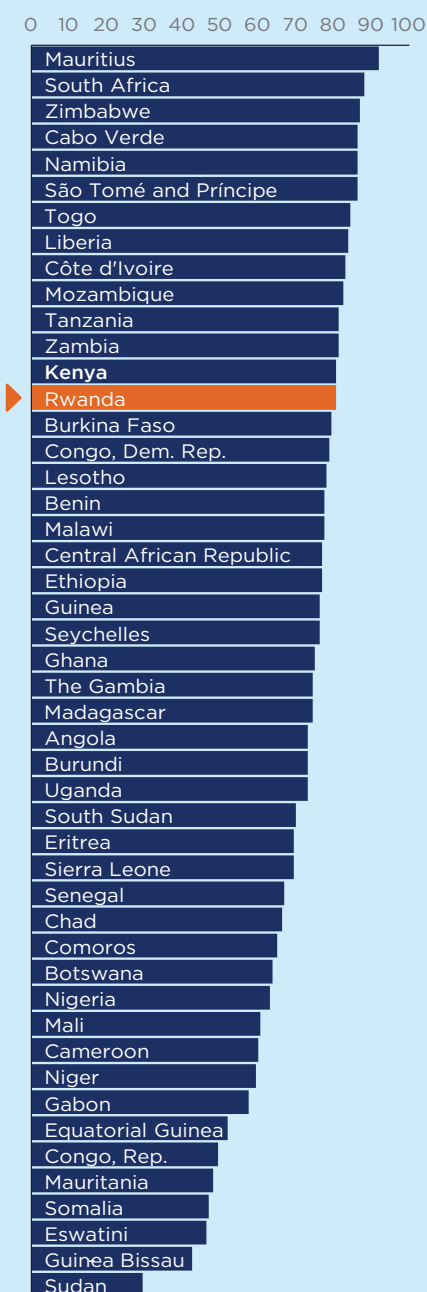 0 10 20 30 40 50 60 70 80 90 100
Mauritius
South Africa
Zimbabwe
Cabo Verde
Namibia
São Tomé and Príncipe
Togo
Liberia
Côte d'Ivoire
Mozambique
Tanzania
Zambia
Kenya
Rwanda
Burkina Faso
Congo, Dem. Rep.
Lesotho
Benin
Malawi
Central African Republic
Ethiopia
Guinea
Seychelles
Ghana
The Gambia
Madagascar
Angola
Burundi
Uganda
South Sudan
Eritrea
Sierra Leone
Senegal
Chad
Comoros
Botswana
Nigeria
Mali
Cameroon
Niger
Gabon
Equatorial Guinea
Congo, Rep.
Mauritania
Somalia
Eswatini
Guinea Bissau
Sudan